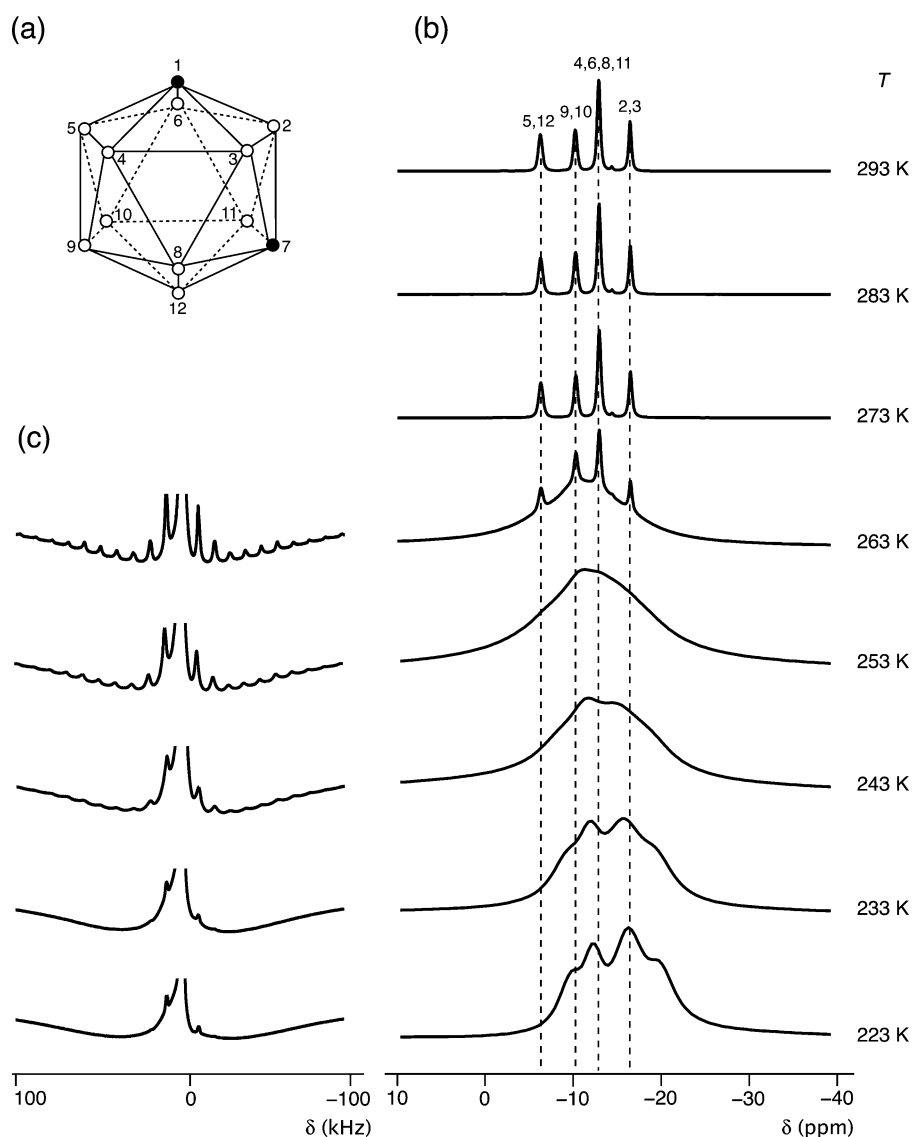 (a)
1
6
5
2
4
3
10
11
9
7
8
12
(b)
T
4,6,8,11
5,12
9,10
2,3
293 K
283 K
273 K
263 K
253 K
243 K
233 K
223 K
10
0
−10
−20
−30
−40
δ (ppm)
(c)
100
0
−100
δ (kHz)